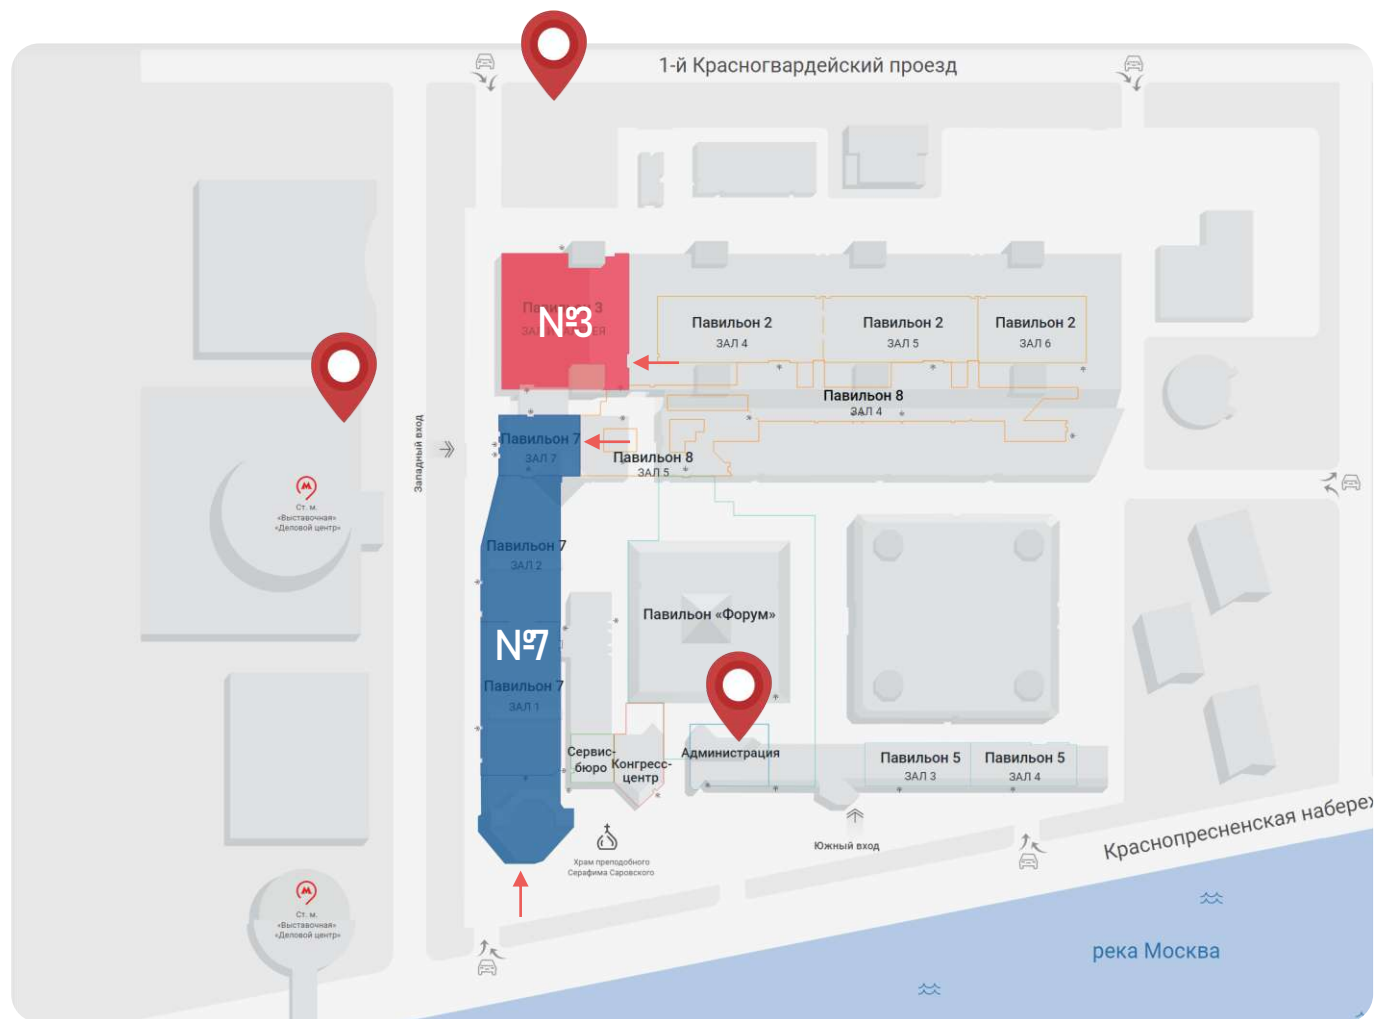 1-й Красногвардейский проезд
Павильон 3
№3
Павильон 2
ЗАЛ 4
Павильон 2
ЗАЛ 5
Павильон 2
ЗАЛ 6
Павильон 8
ЗАЛ 4
Западный вход
Павильон 7
ЗАЛ 7
Павильон 8
ЗАЛ 5
Ст. м.
«Выставочная»
«Деловой центр»
Павильон 7
ЗАЛ 2
Павильон «Форум»
№7
Павильон 7
ЗАЛ 1
Сервис-
бюро
Конгресс-
центр
Администрация
Павильон 5
ЗАЛ 3
Павильон 5
ЗАЛ 4
Южный вход
Храм преподобного
Серафима Саровского
Краснопресненская набереж
Ст. м.
«Выставочная»
«Деловой центр»
река Москва